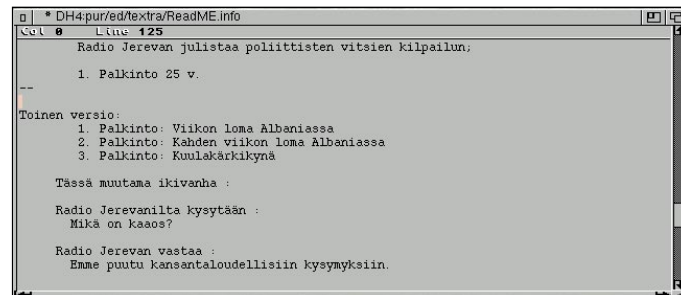 * DH4:pur/ed/textra/ReadME.info
Col 0 Line 125
Radio Jerevan julistaa poliittisten vitsien kilpailun;
1. Palkinto 25 v.
--
Toinen versio:
1. Palkinto: Viikon loma Albaniassa
2. Palkinto: Kahden viikon loma Albaniassa
3. Palkinto: Kuulakärkikynä
Tässä muutama ikivanha :
Radio Jerevanilta kysytään :
Mikä on kaaos?
Radio Jerevan vastaa :
Emme puutu kansantaloudellisiin kysymyksiin.